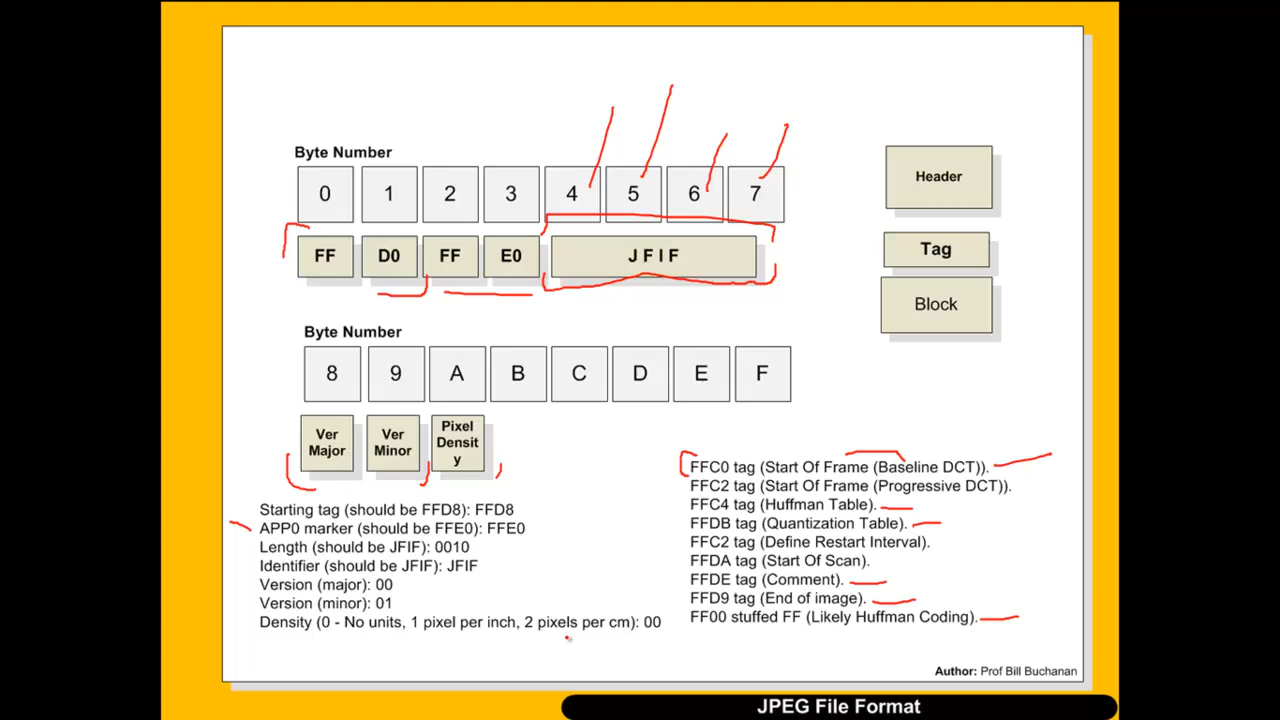 Byte Number
0 1 2 3 4 5 6 7
FF D0 FF E0 J F I F
Byte Number
8 9 A B C D E F
Ver Major
Ver Minor
Pixel
Densit
y
Header
Tag
Block
Starting tag (should be FFD8): FFD8
APP0 marker (should be FFE0): FFE0
Length (should be JFIF): 0010
Identifier (should be JFIF): JFIF
Version (major): 00
Version (minor): 01
Density (0 - No units, 1 pixel per inch, 2 pixels per cm): 00
FFC0 tag (Start Of Frame (Baseline DCT)).
FFC2 tag (Start Of Frame (Progressive DCT)).
FFC4 tag (Huffman Table).
FFDB tag (Quantization Table).
FFC2 tag (Define Restart Interval).
FFDA tag (Start Of Scan).
FFDE tag (Comment).
FFD9 tag (End of image).
FF00 stuffed FF (Likely Huffman Coding).
Author: Prof Bill Buchanan
JPEG File Format